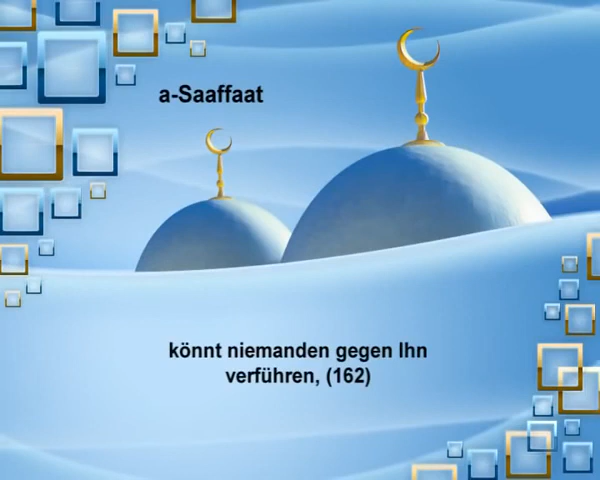 a-Saaffaat
könnt niemanden gegen Ihn
verführen, (162)